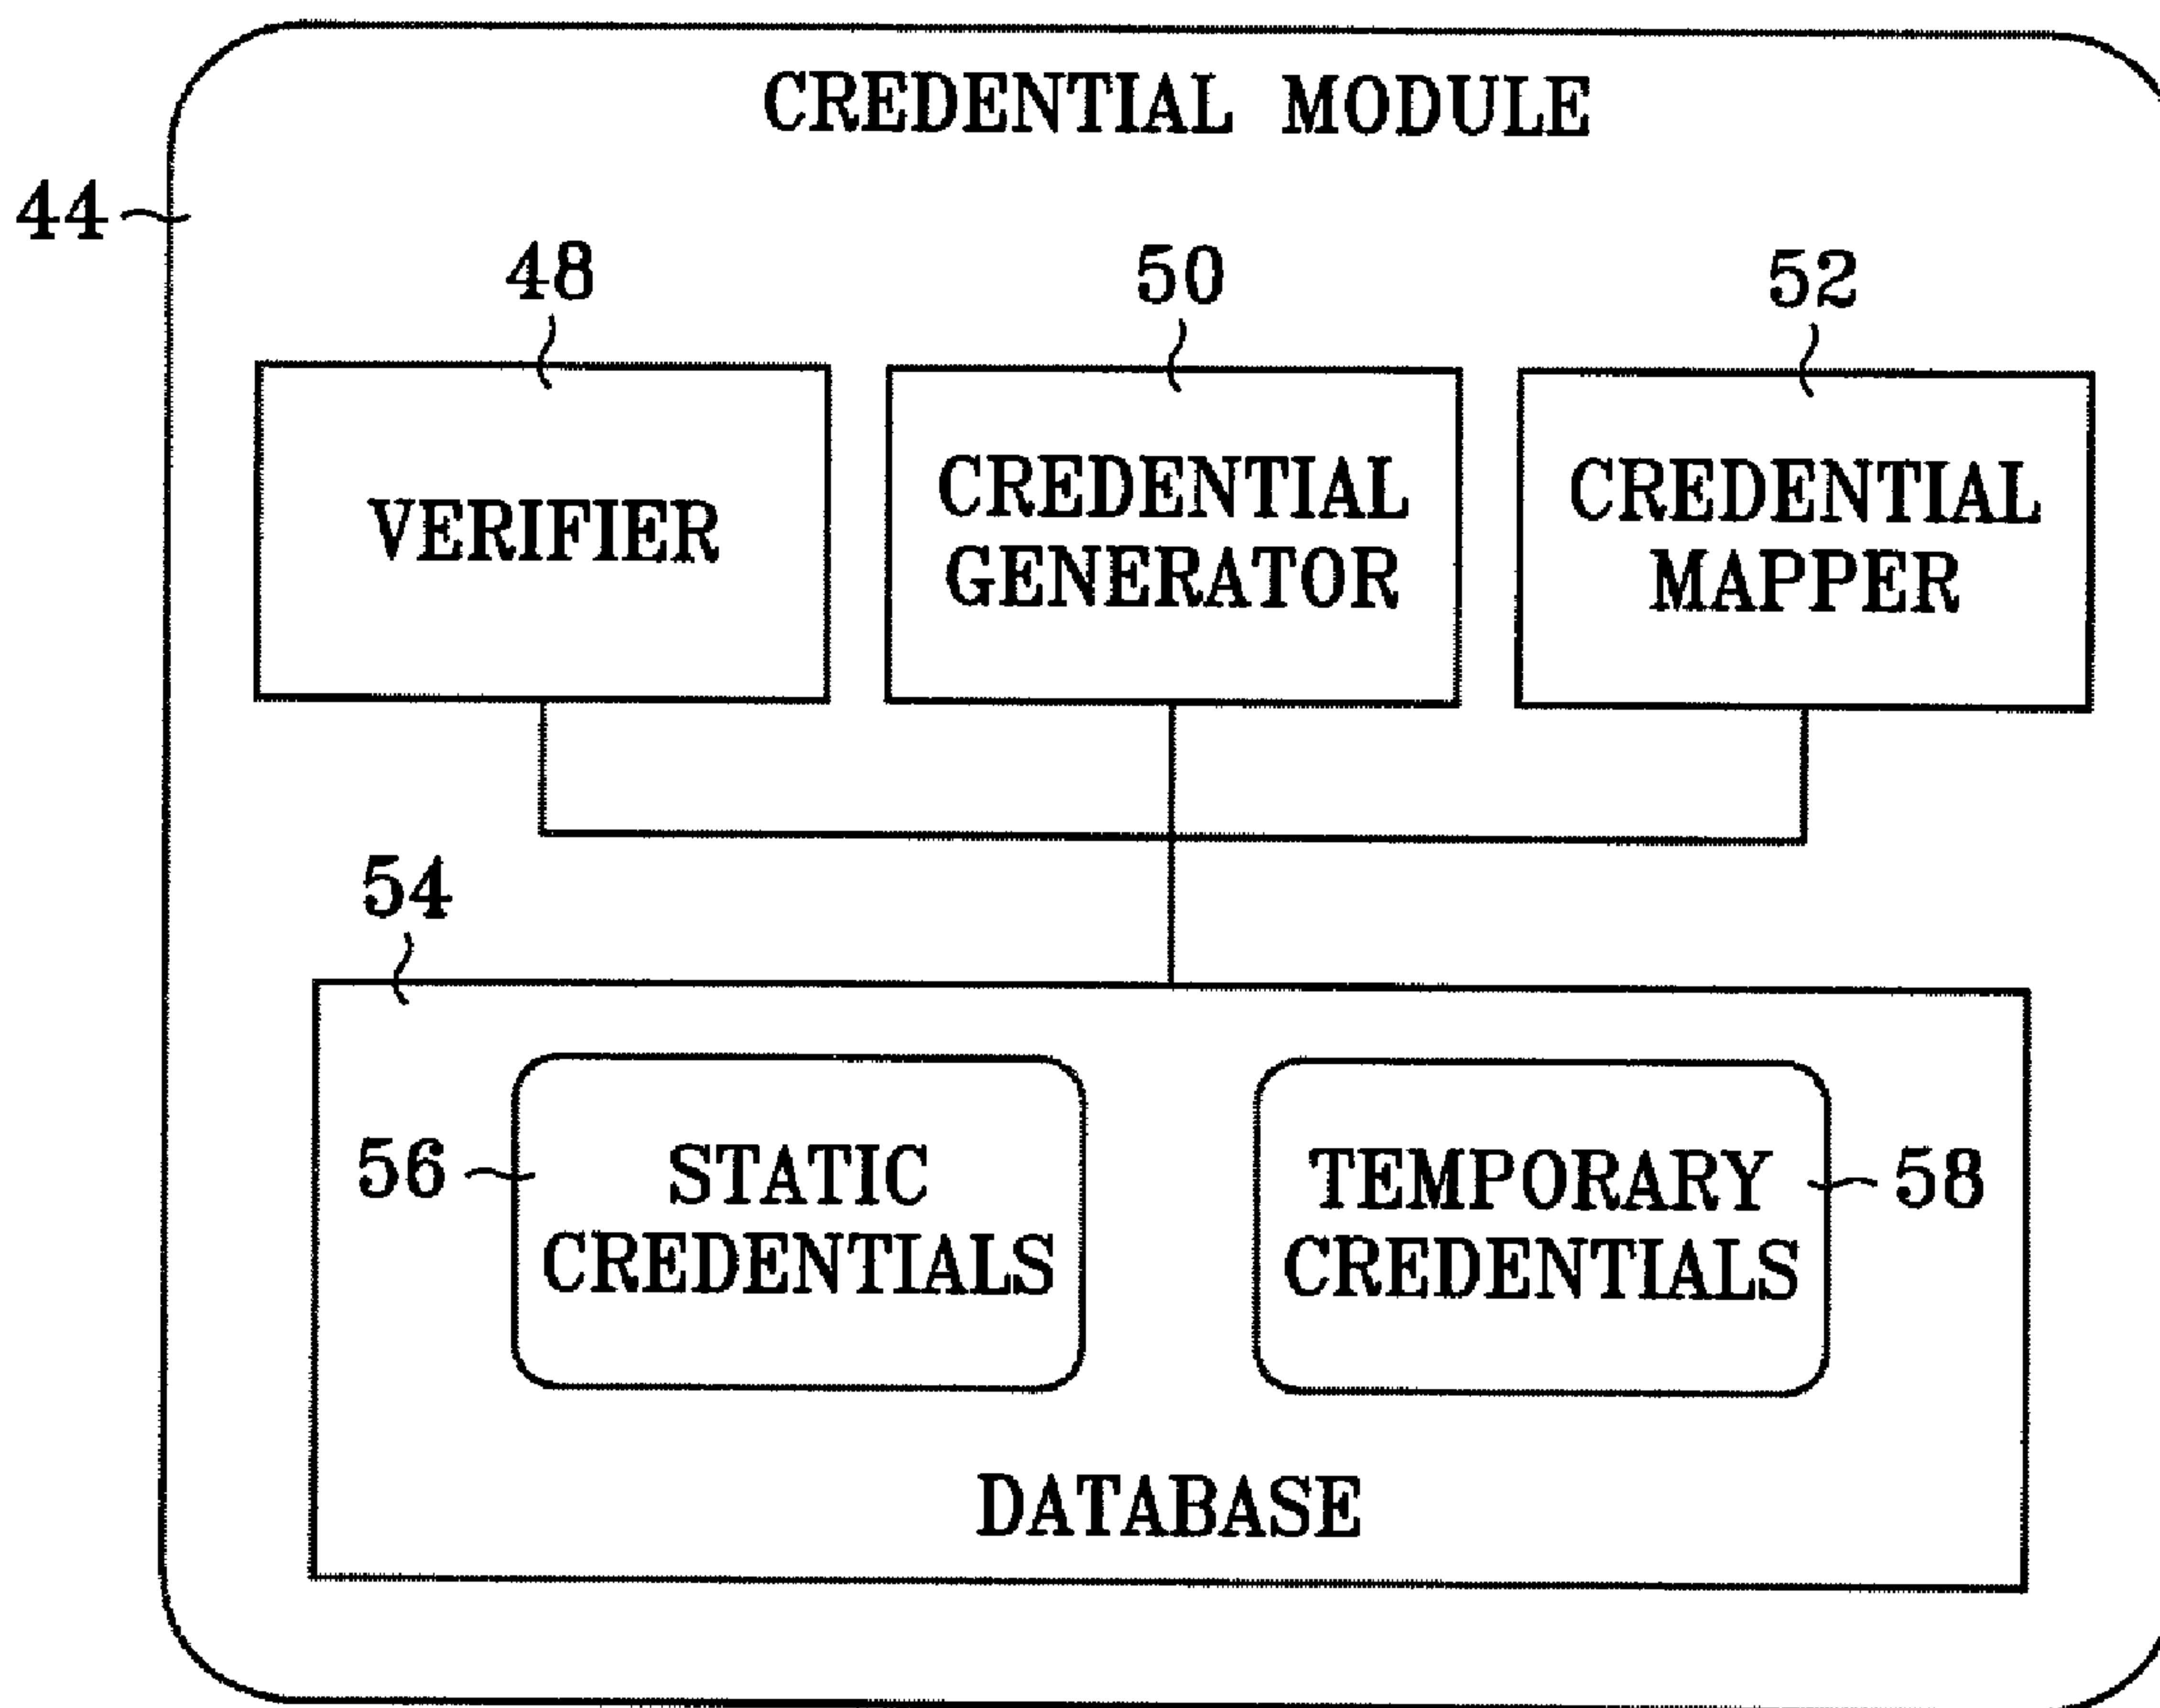 CREDENTIAL MODULE
44
48
50
52
VERIFIER
CREDENTIAL
GENERATOR
CREDENTIAL
MAPPER
54
56
STATIC
CREDENTIALS
TEMPORARY
CREDENTIALS
58
DATABASE